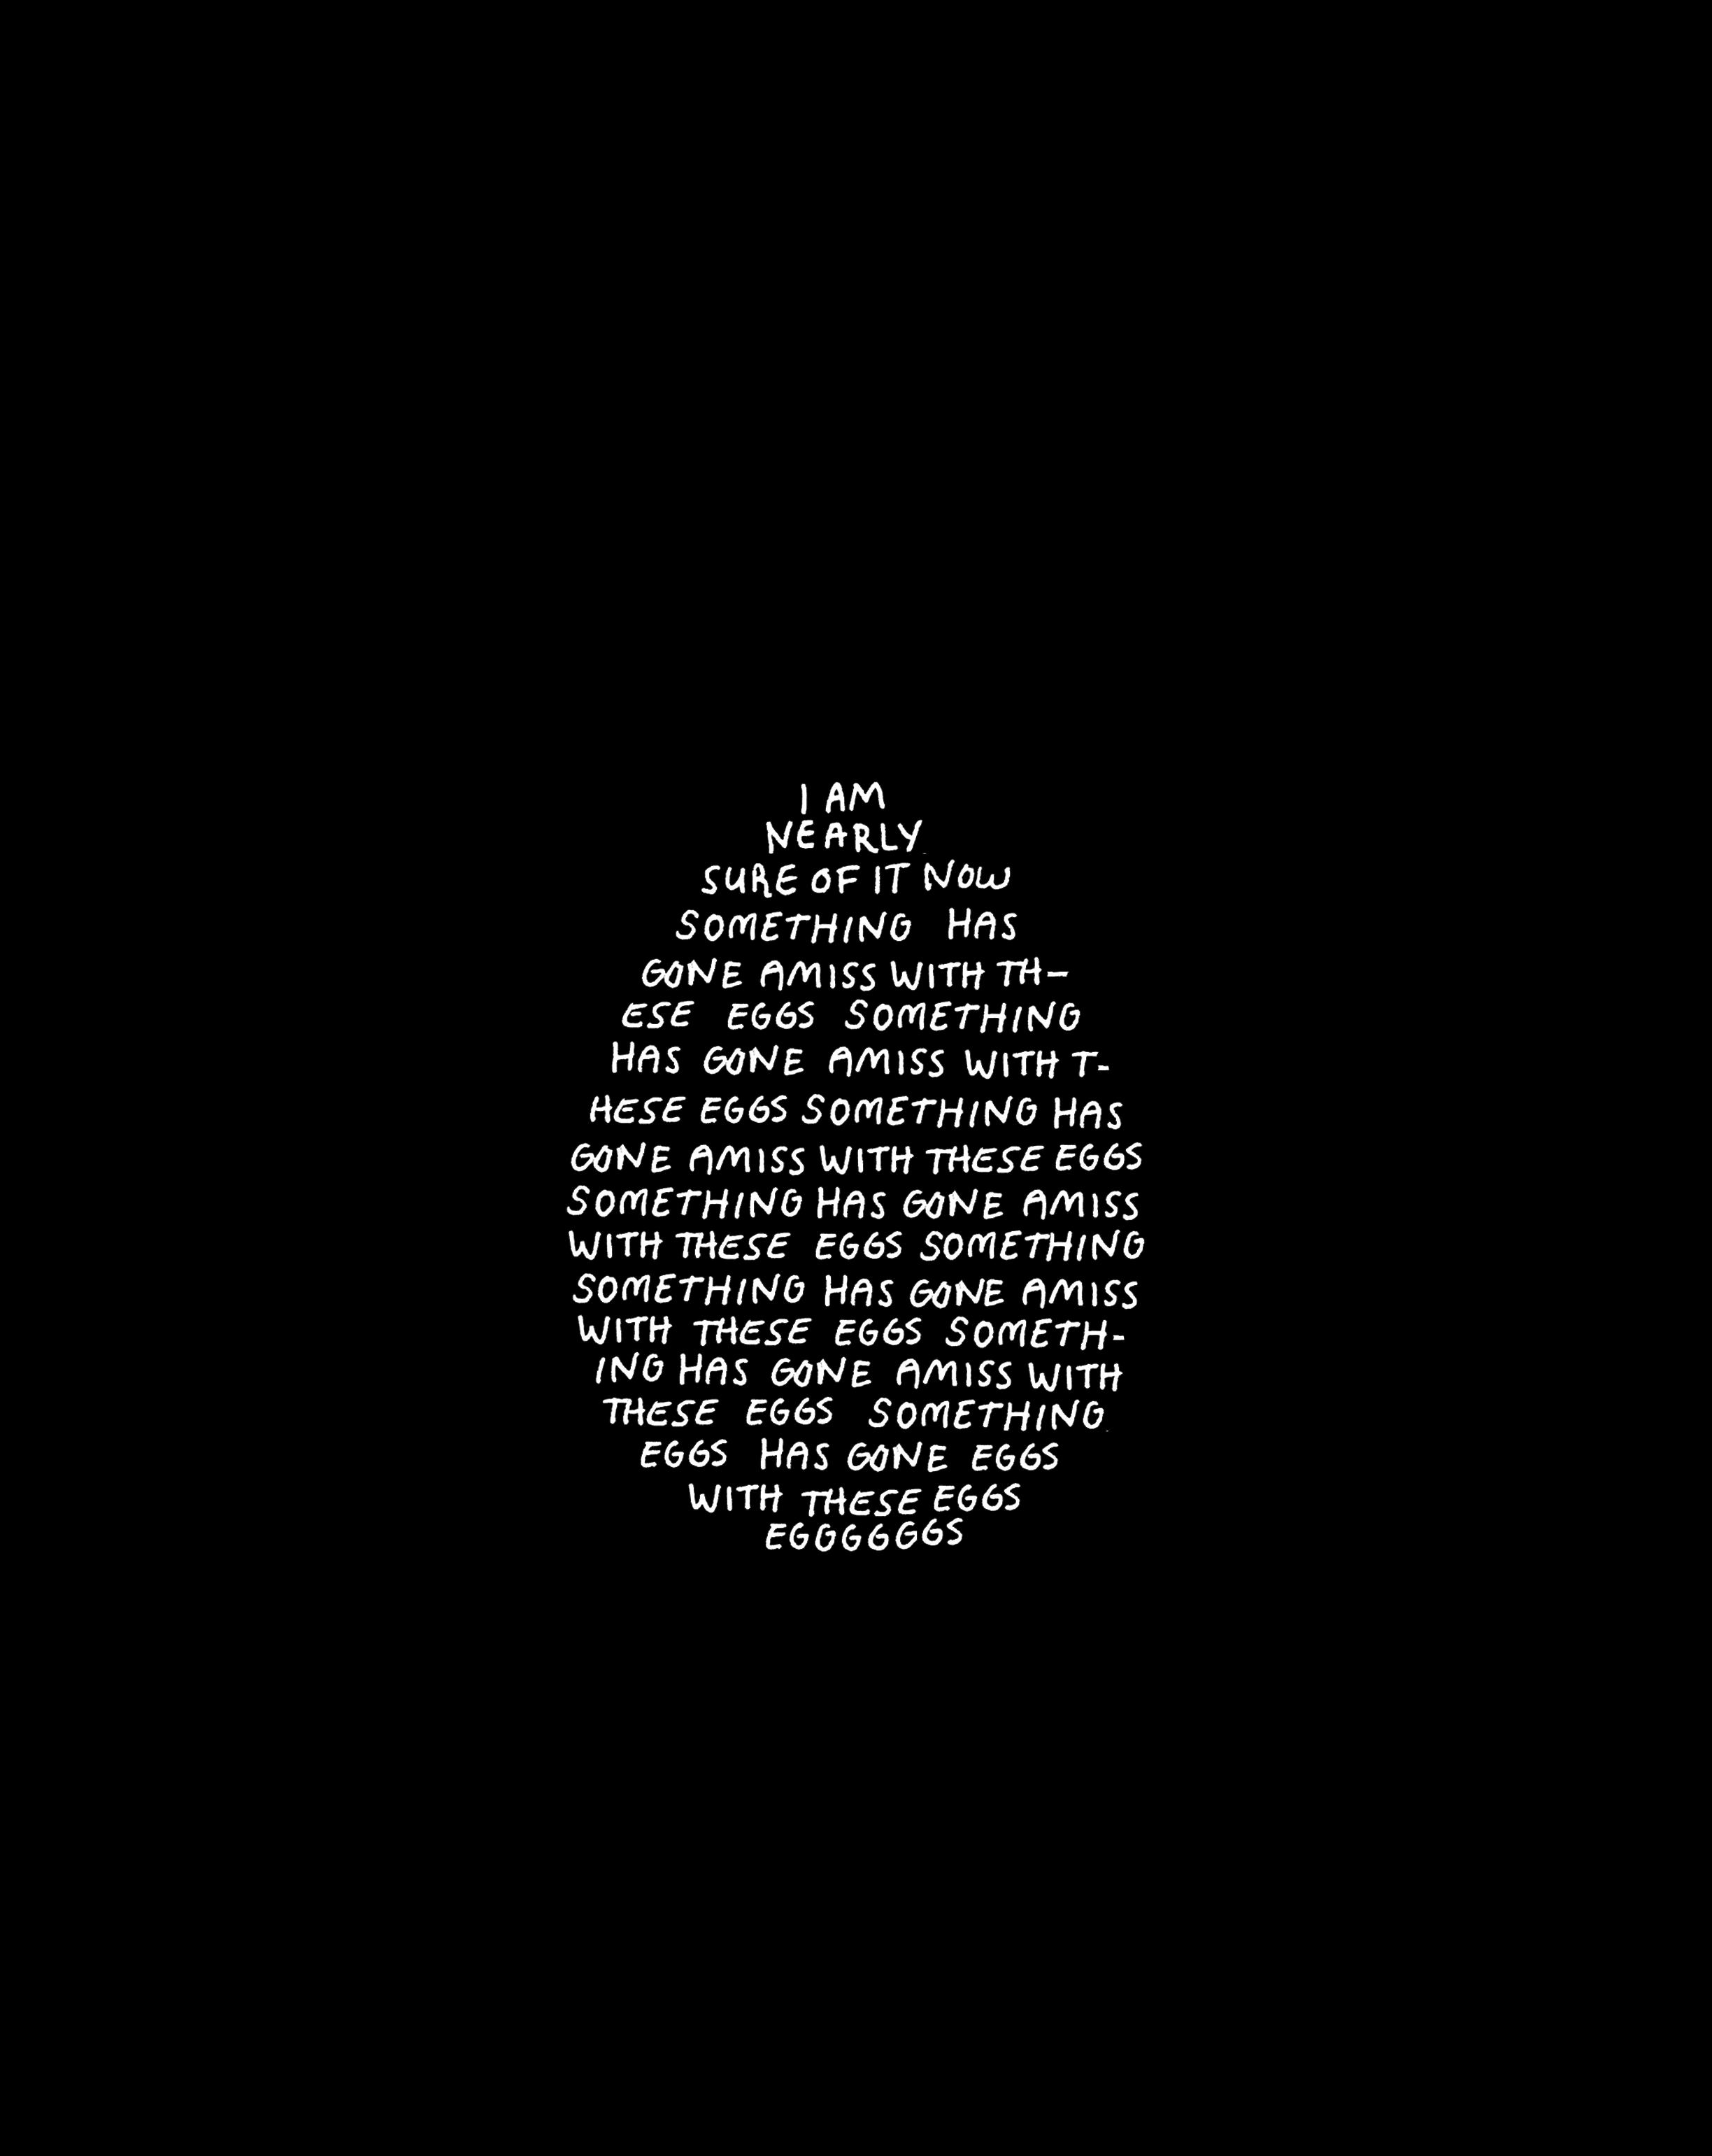 I AM
NEARLY
SURE OF IT NOW
SOMETHING HAS
GONE AMISS WITH TH-
ESE EGGS SOMETHING
HAS GONE AMISS WITH T-
HESE EGGS SOMETHING HAS
GONE AMISS WITH THESE EGGS
SOMETHING HAS GONE AMISS
WITH THESE EGGS SOMETHING
SOMETHING HAS GONE AMISS
WITH THESE EGGS SOMETH-
ING HAS GONE AMISS WITH
THESE EGGS SOMETHING
EGGS HAS GONE EGGS
WITH THESE EGGS
EGGGGGGS